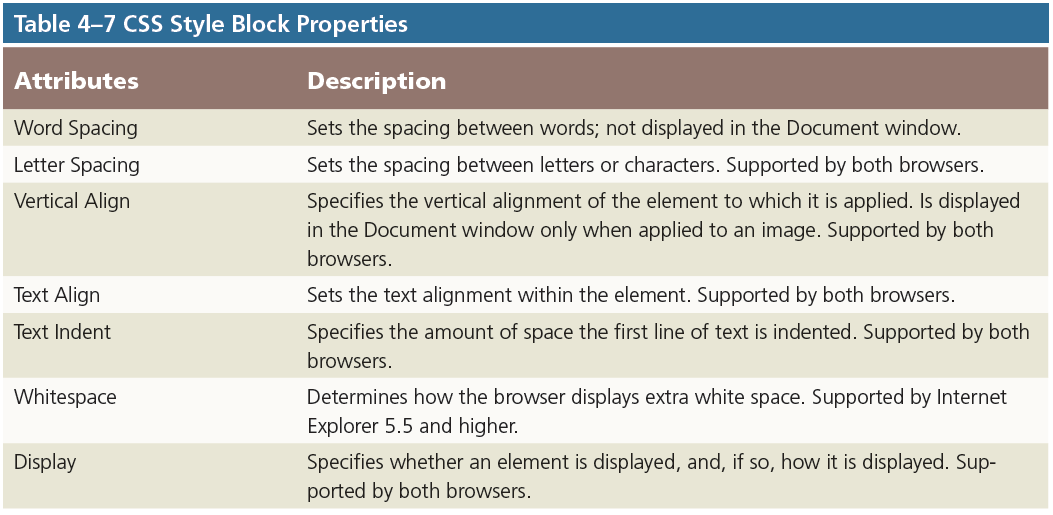 Table 4–7 CSS Style Block Properties
Attributes Description
Word Spacing Sets the spacing between words; not displayed in the Document window.
Letter Spacing Sets the spacing between letters or characters. Supported by both browsers.
Vertical Align Specifies the vertical alignment of the element to which it is applied. Is displayed
in the Document window only when applied to an image. Supported by both
browsers.
Text Align Sets the text alignment within the element. Supported by both browsers.
Text Indent Specifies the amount of space the first line of text is indented. Supported by both
browsers.
Whitespace Determines how the browser displays extra white space. Supported by Internet
Explorer 5.5 and higher.
Display Specifies whether an element is displayed, and, if so, how it is displayed. Sup-
ported by both browsers.